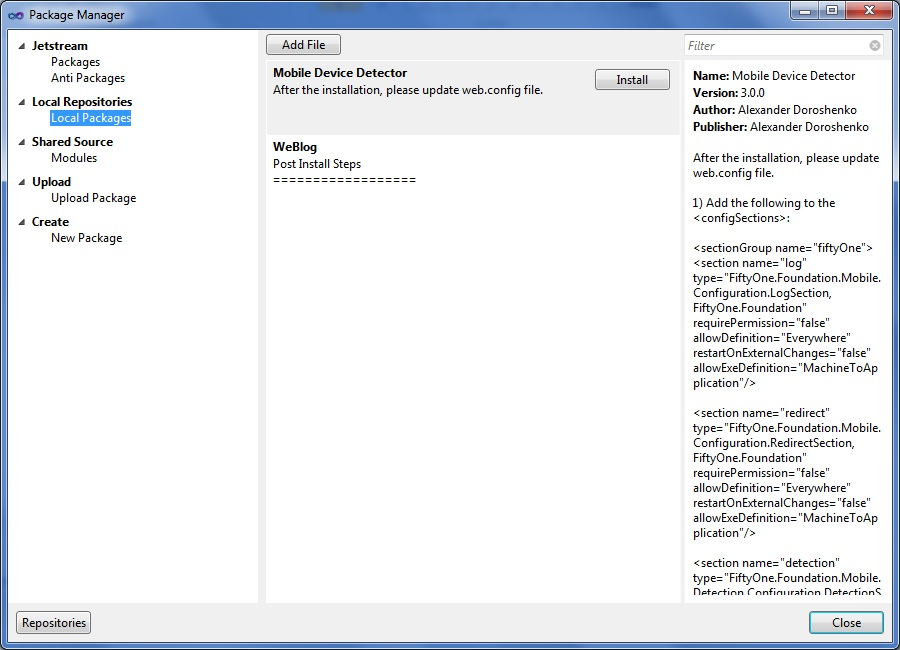 Package Manager
Jetstream
Packages
Anti Packages
Local Repositories
Local Packages
Shared Source
Modules
Upload
Upload Package
Create
New Package
Add File
Mobile Device Detector
After the installation, please update web.config file.
Install
WeBlog
Post Install Steps
==================
Filter
Name: Mobile Device Detector
Version: 3.0.0
Author: Alexander Doroshenko
Publisher: Alexander Doroshenko
After the installation, please update
web.config file.
1) Add the following to the
<configSections>:
<sectionGroup name="fiftyOne">
<section name="log"
type="FiftyOne.Foundation.Mobile.
Configuration.LogSection,
FiftyOne.Foundation"
requirePermission="false"
allowDefinition="Everywhere"
restartOnExternalChanges="false"
allowExeDefinition="MachineToAp
plication"/>
<section name="redirect"
type="FiftyOne.Foundation.Mobile.
Configuration.RedirectSection,
FiftyOne.Foundation"
requirePermission="false"
allowDefinition="Everywhere"
restartOnExternalChanges="false"
allowExeDefinition="MachineToAp
plication"/>
<section name="detection"
type="FiftyOne.Foundation.Mobile.
Detection.Configuration.DetectionS
Repositories
Close